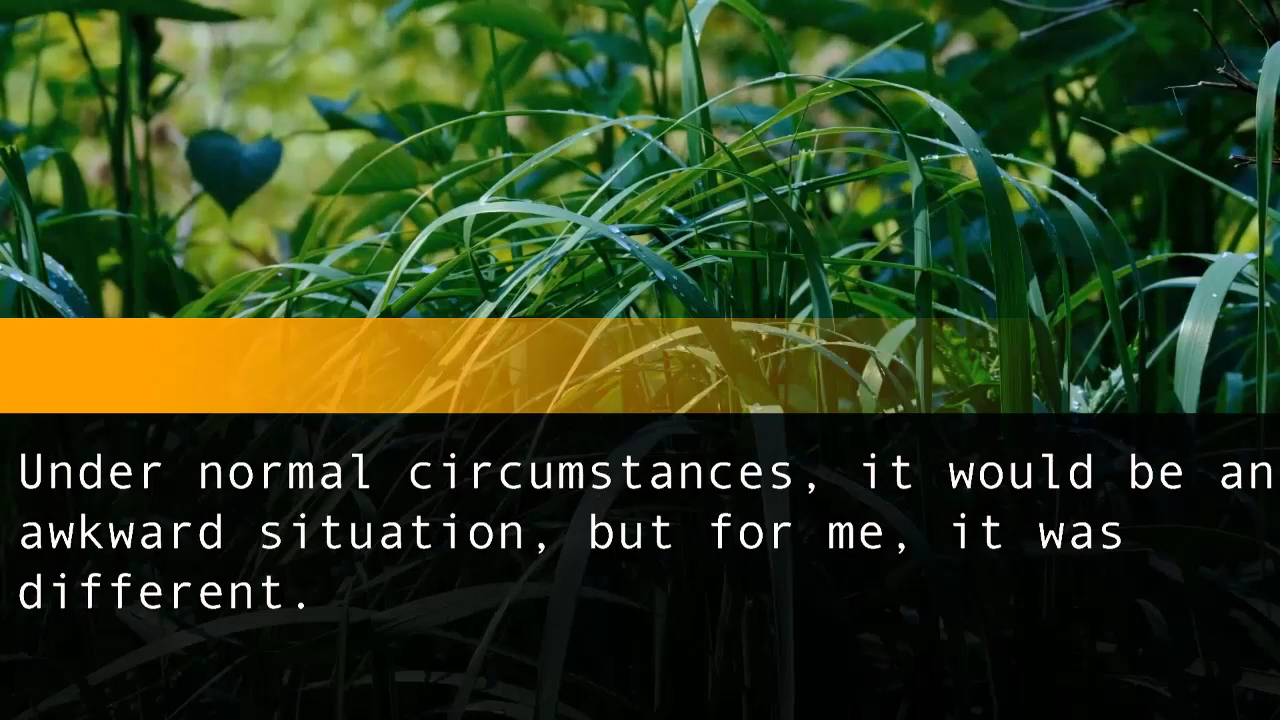 Under normal circumstances, it would be an
awkward situation, but for me, it was
different.